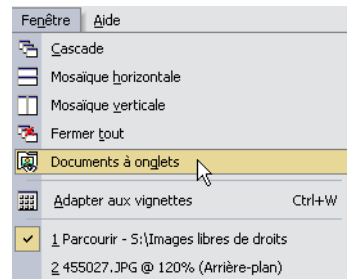 Fenêtre Aide
Cascade
Mosaïque horizontale
Mosaïque verticale
Fermer tout
Documents à onglets
Adapter aux vignettes Ctrl+W
1 Parcourir - S:\Images libres de droits
2 455027.JPG @ 120% (Arrière-plan)